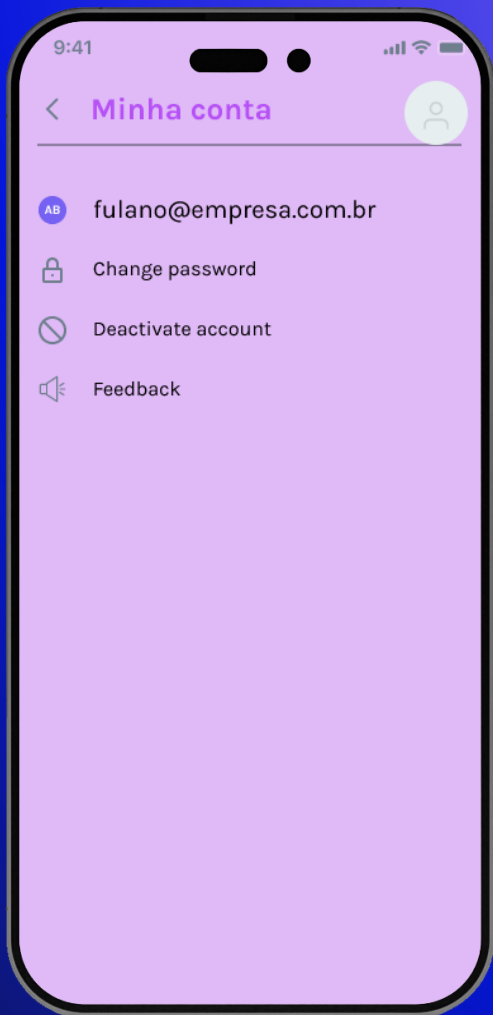 9:41
Minha conta
AB
fulano@empresa.com.br
Change password
Deactivate account
Feedback